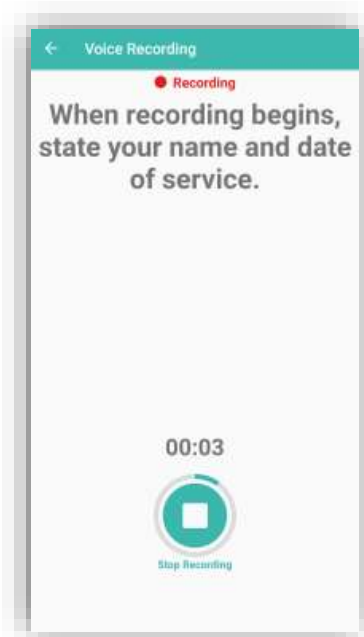 Voice Recording
Recording
When recording begins,
state your name and date
of service.
00:03
Stop Recording